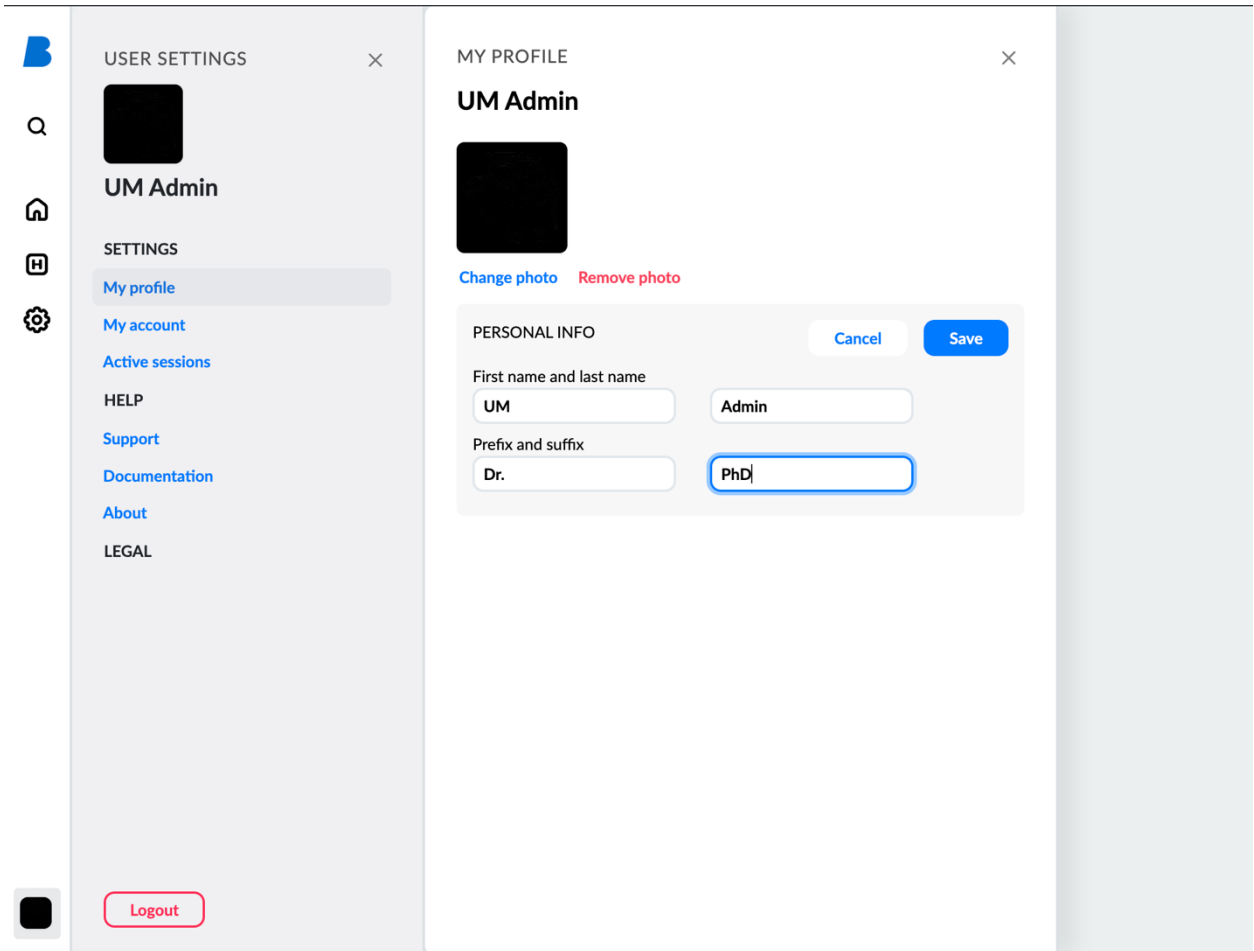 B
USER SETTINGS
UM Admin
SETTINGS
My profile
My account
Active sessions
HELP
Support
Documentation
About
LEGAL
Logout
MY PROFILE
UM Admin
Change photo Remove photo
PERSONAL INFO Cancel Save
First name and last name
UM Admin
Prefix and suffix
Dr. PhD